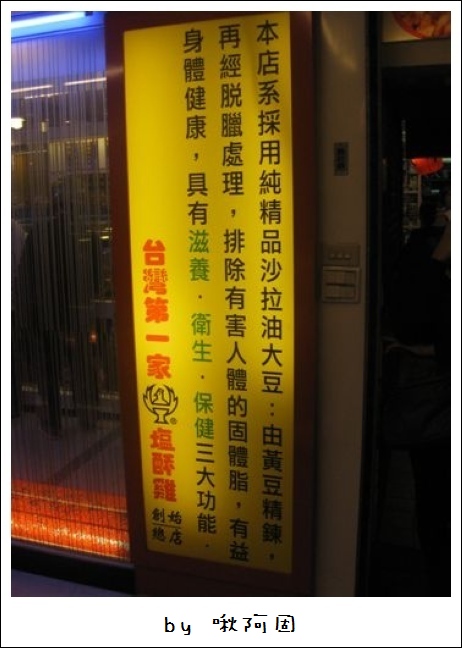 本店系採用純精品沙拉油大豆：由黃豆精鍊，
再經脱臘處理，排除有害人體的固體脂，有益
身體健康，具有滋養．衛生．保健三大功能．
台灣第一家
®
塩酥雞
創始
總店
by 啾阿固